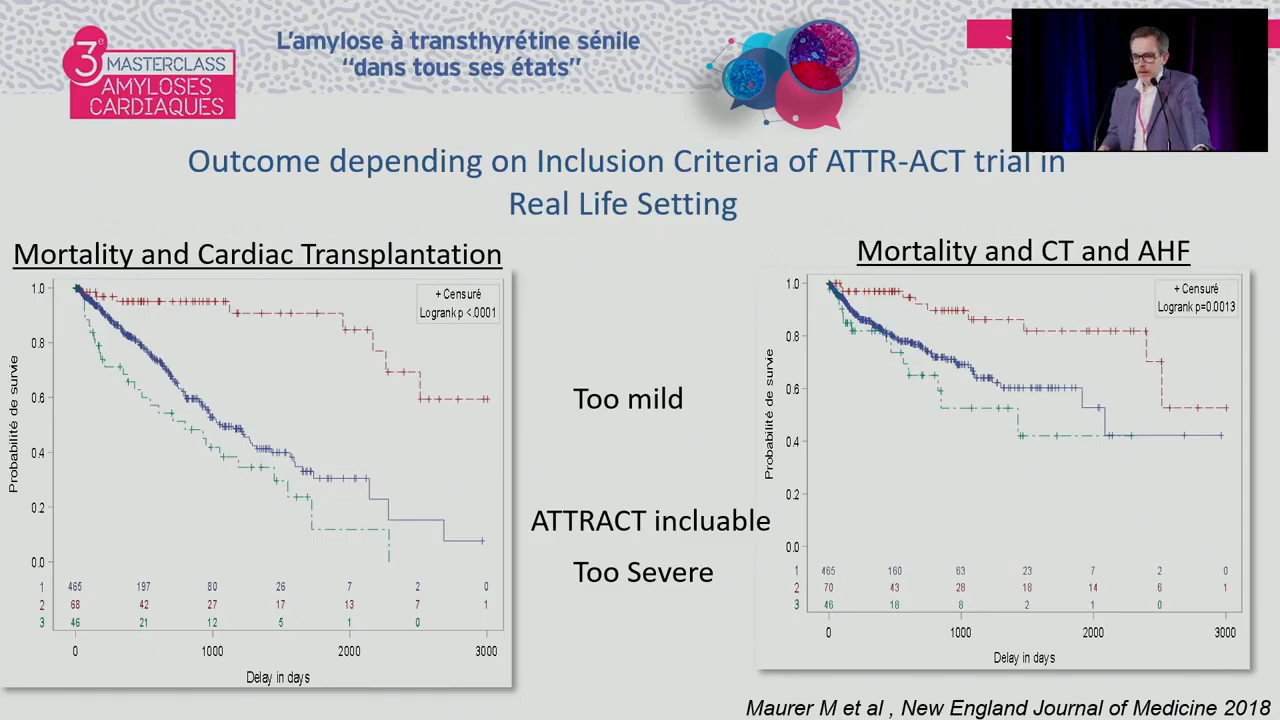 3e MASTERCLASS
AMYLOSES
CARDIAQUES
L'amylose à transthyrétine sénile
“dans tous ses états”
Outcome depending on Inclusion Criteria of ATTR-ACT trial in
Real Life Setting
Mortality and Cardiac Transplantation
Probabilité de survie
1.0
0.8
0.6
0.4
0.2
0.0
+ Censuré
Logrank p <.0001
1 465 197 80 26 7 2 0
2 68 42 27 17 13 7 1
3 46 21 12 5 1 0
0 1000 2000 3000
Delay in days
Too mild
ATTRACT incluable
Too Severe
Mortality and CT and AHF
Probabilité de survie
1.0
0.8
0.6
0.4
0.2
0.0
+ Censuré
Logrank p=0.0013
1 465 160 63 23 7 2 0
2 70 43 28 18 14 6 1
3 46 18 8 2 1 0
0 1000 2000 3000
Delay in days
Maurer M et al , New England Journal of Medicine 2018